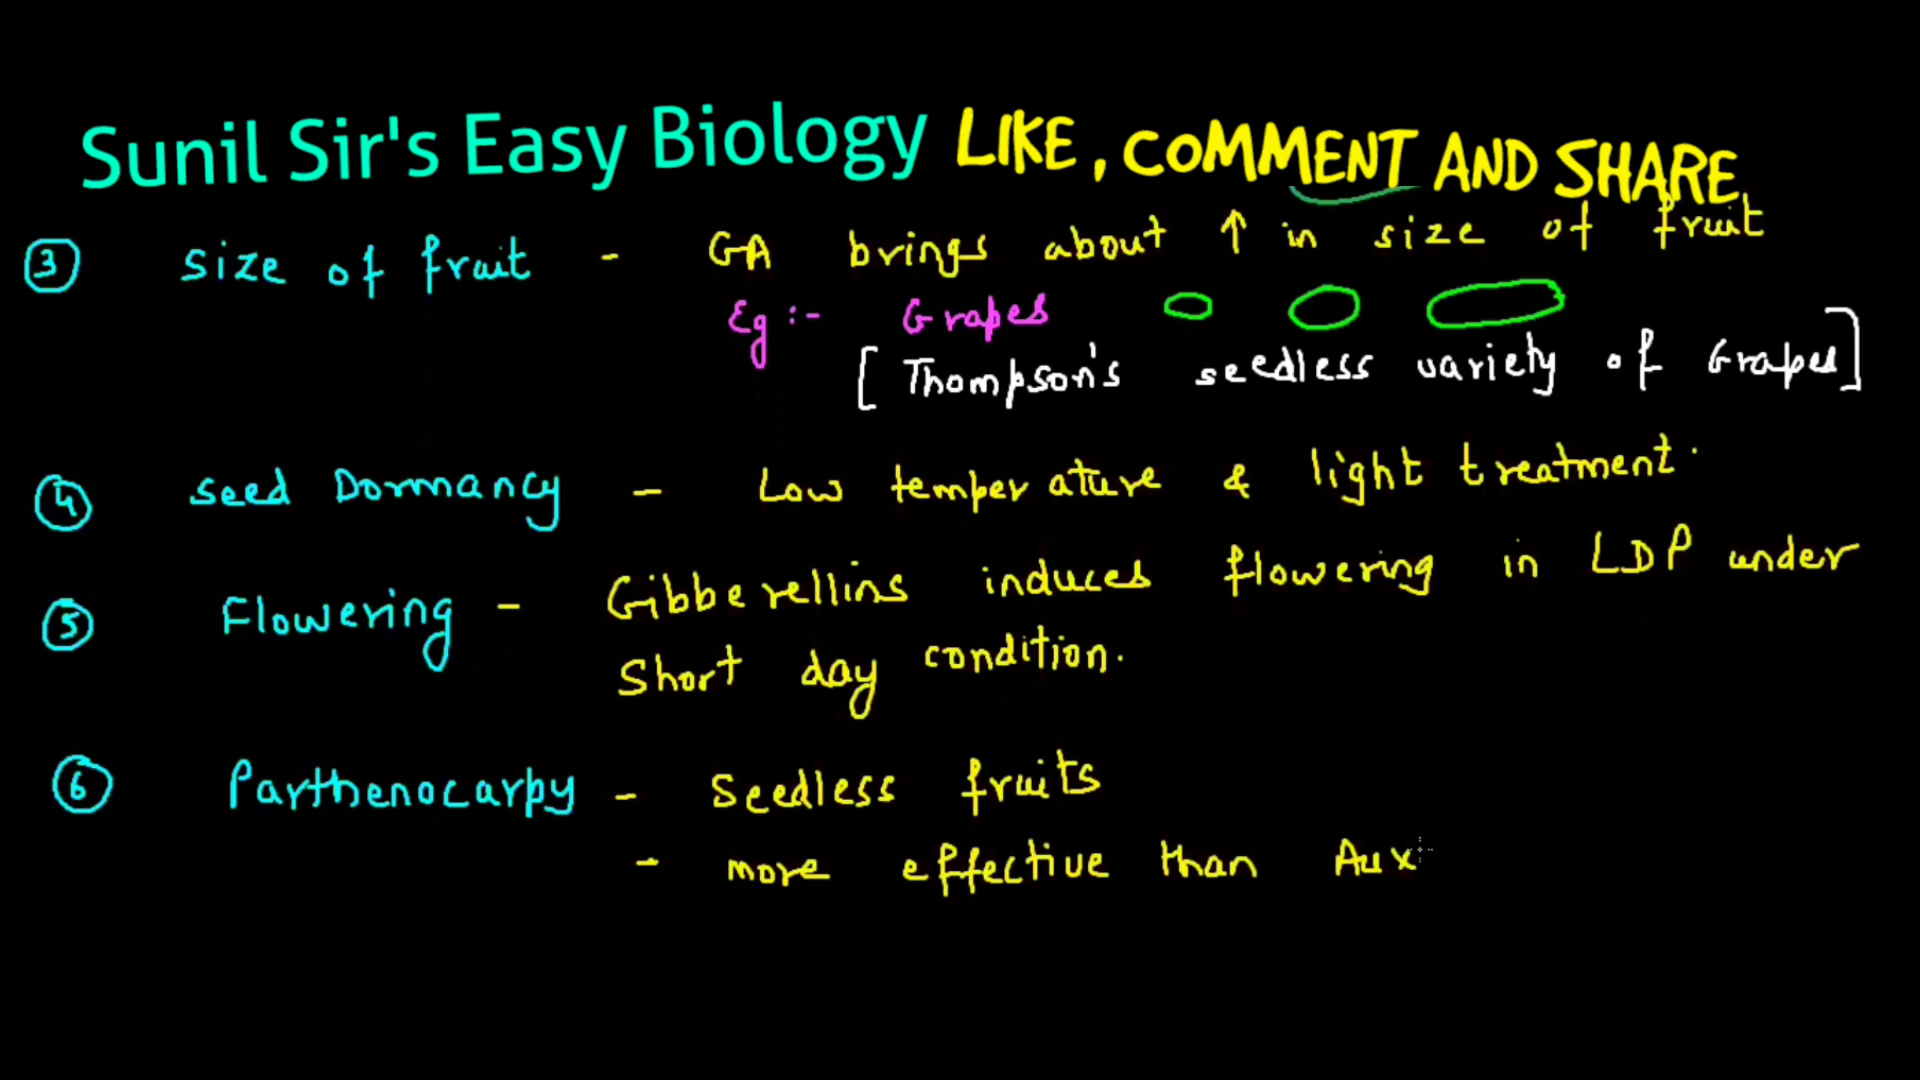 Sunil Sir's Easy Biology LIKE, COMMENT AND SHARE
3 Size of fruit - GA brings about ↑ in size of fruit
Eg :- Grapes
[Thompson's seedless variety of Grapes]
4 Seed Dormancy - Low temperature & light treatment.
5 Flowering - Gibberellins induces flowering in LDP under
Short day condition.
6 Parthenocarpy - Seedless fruits
- more effective than Aux